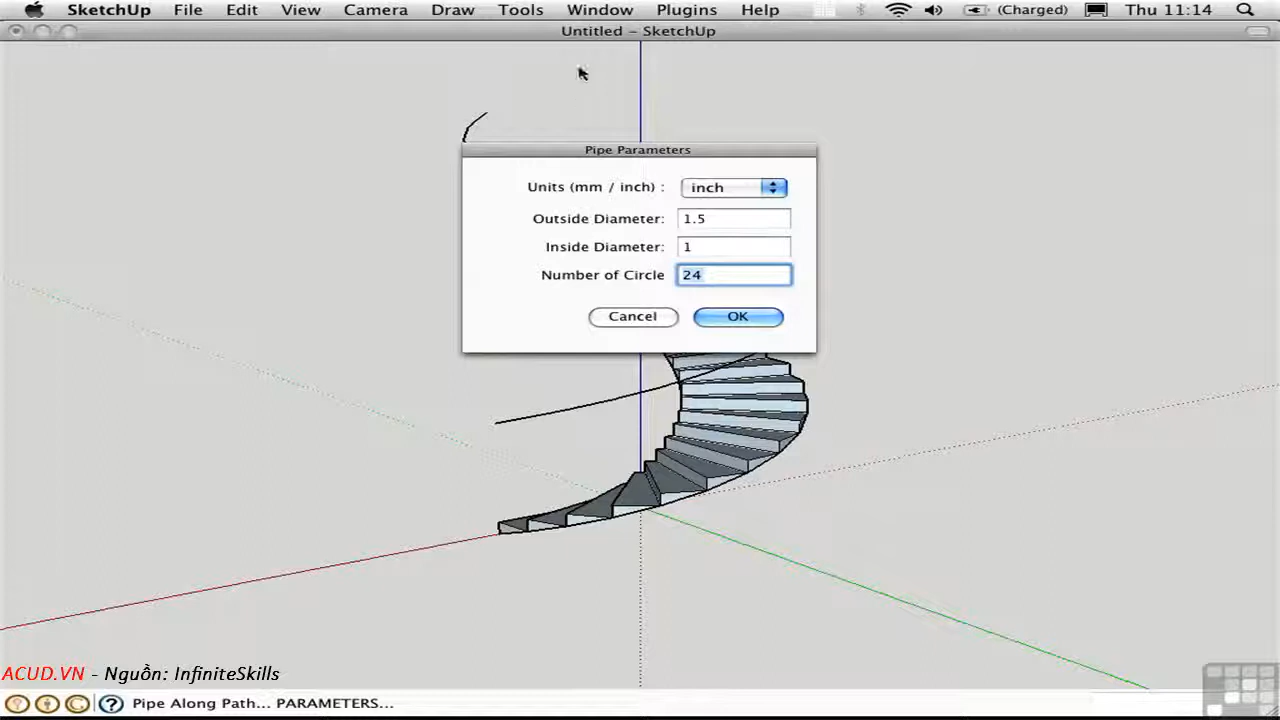 SketchUp File Edit View Camera Draw Tools Window Plugins Help (Charged) Thu 11:14
Untitled – SketchUp
Pipe Parameters
Units (mm / inch) : inch
Outside Diameter: 1.5
Inside Diameter: 1
Number of Circle 24
Cancel OK
ACUD.VN - Nguồn: InfiniteSkills
Pipe Along Path... PARAMETERS...